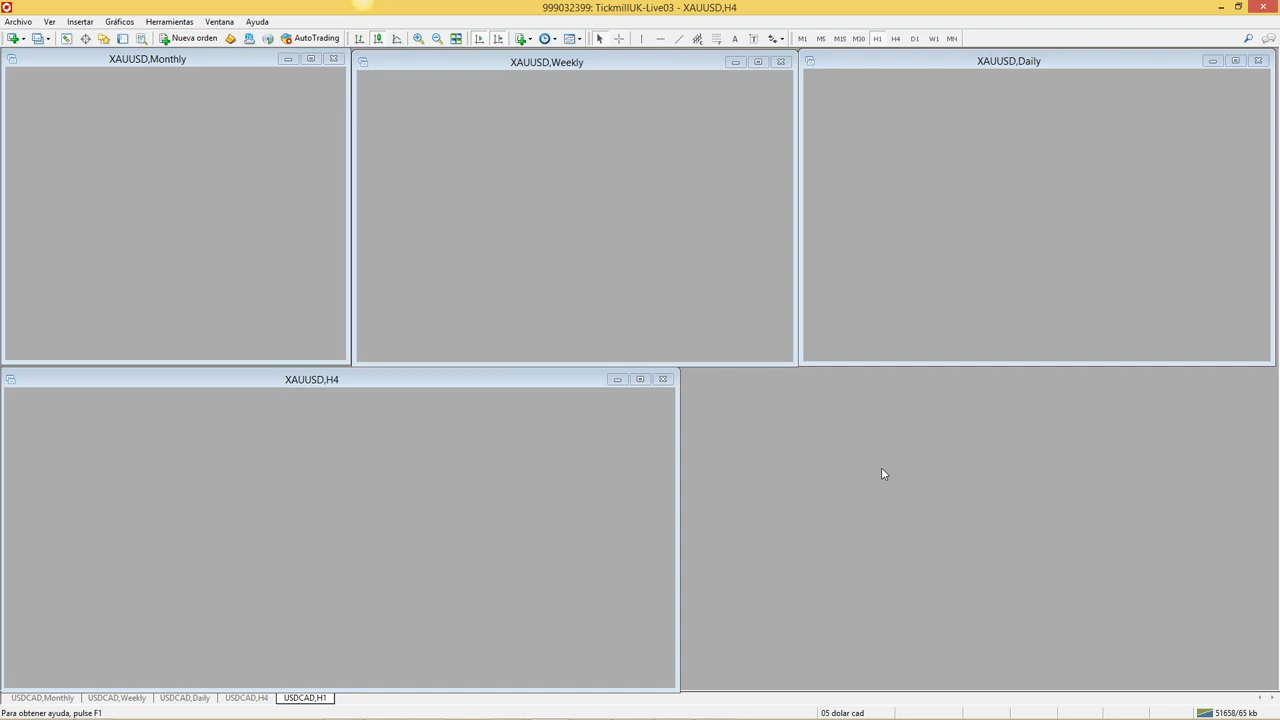 999032399: TickmillUK-Live03 - XAUUSD,H4
Archivo Ver Insertar Gráficos Herramientas Ventana Ayuda
Nueva orden AutoTrading A T M1 M5 M15 M30 H1 H4 D1 W1 MN
XAUUSD,Monthly
XAUUSD,Weekly
XAUUSD,Daily
XAUUSD,H4
USDCAD,Monthly USDCAD,Weekly USDCAD,Daily USDCAD,H4 USDCAD,H1
Para obtener ayuda, pulse F1 05 dolar cad 51658/65 kb